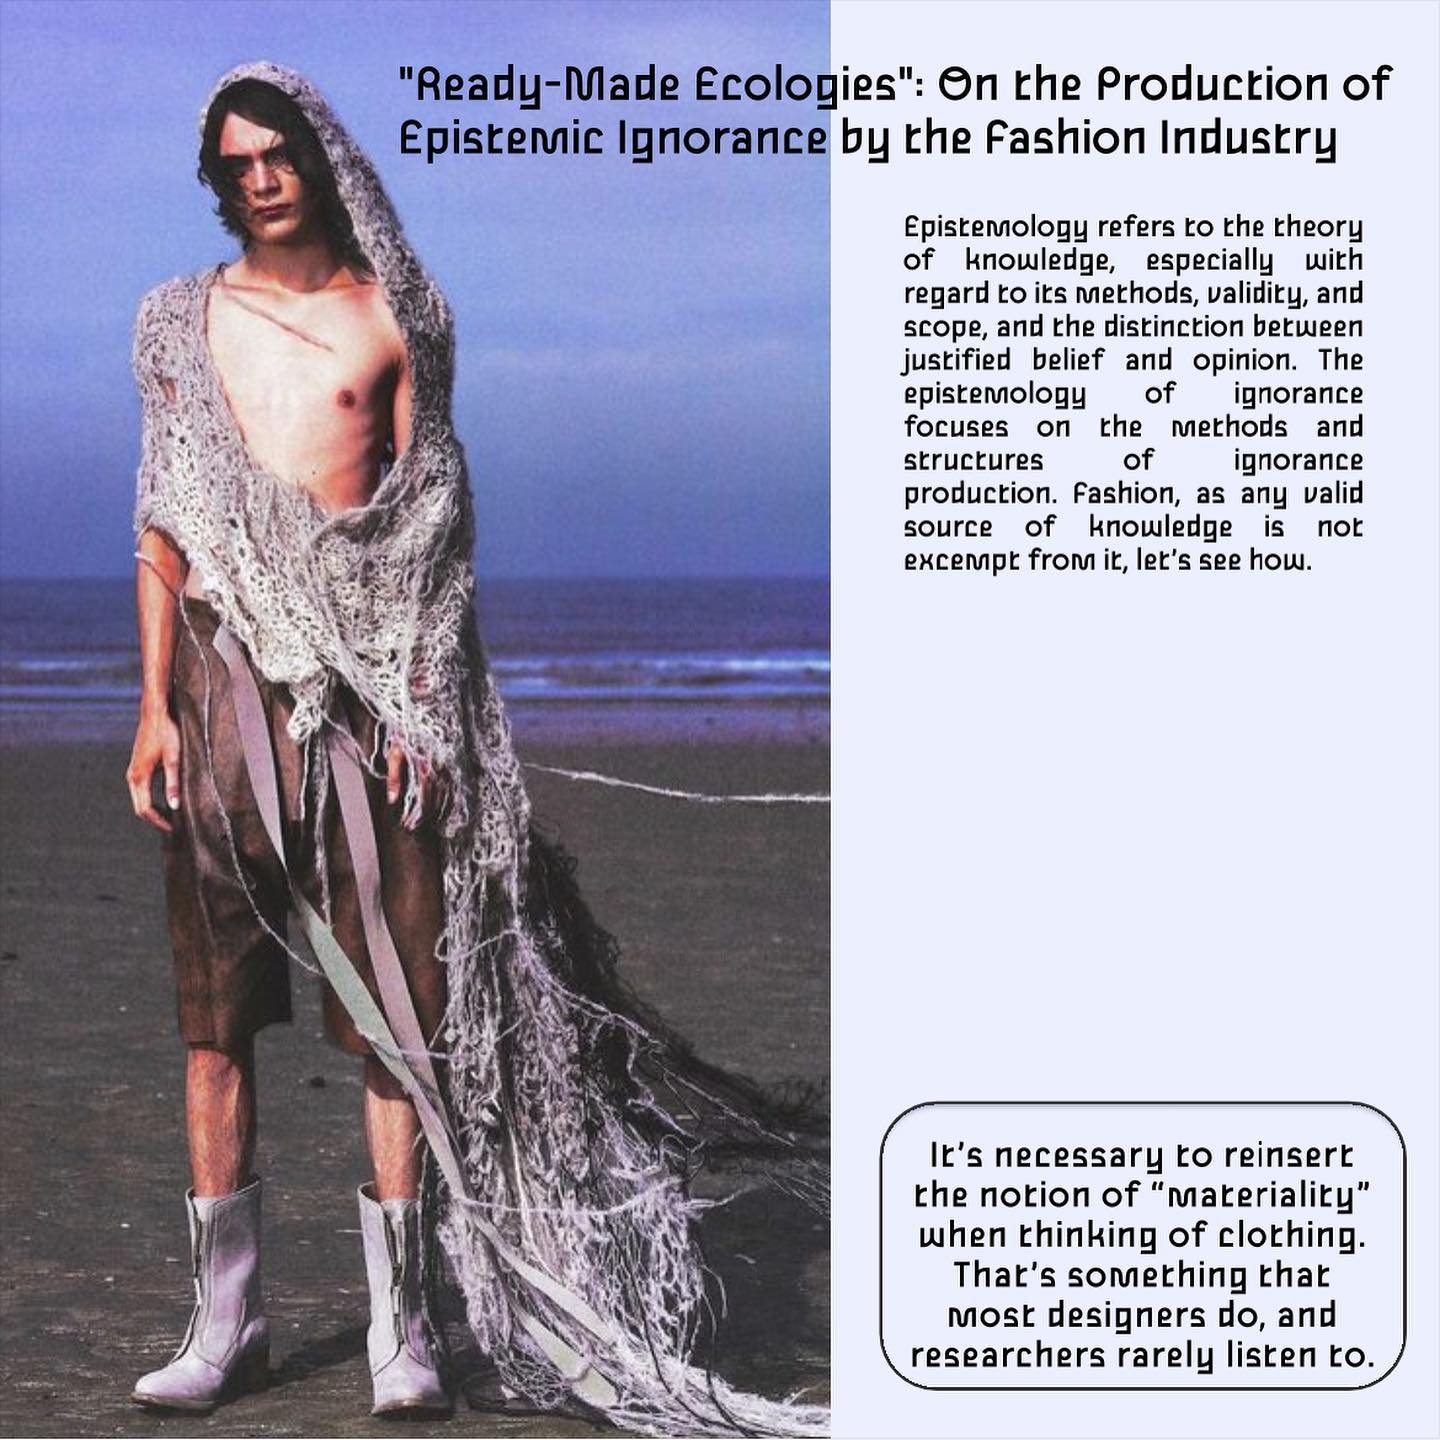 "Ready-Made Ecologies": On the Production of
Epistemic Ignorance by the Fashion Industry
Epistemology refers to the theory
of knowledge, especially with
regard to its methods, validity, and
scope, and the distinction between
justified belief and opinion. The
epistemology of ignorance
focuses on the methods and
structures of ignorance
production. Fashion, as any valid
source of knowledge is not
excempt from it, let's see how.
It's necessary to reinsert
the notion of “materiality”
when thinking of clothing.
That's something that
most designers do, and
researchers rarely listen to.